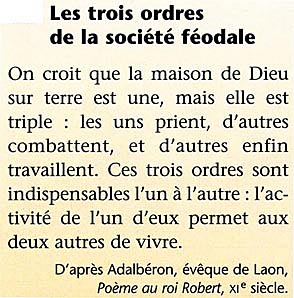 Les trois ordres
de la société féodale
On croit que la maison de Dieu
sur terre est une, mais elle est
triple : les uns prient, d'autres
combattent, et d'autres enfin
travaillent. Ces trois ordres sont
indispensables l'un à l'autre : l'ac-
tivité de l'un d'eux permet aux
deux autres de vivre.
D'après Adalbéron, évêque de Laon,
Poème au roi Robert, XIe siècle.